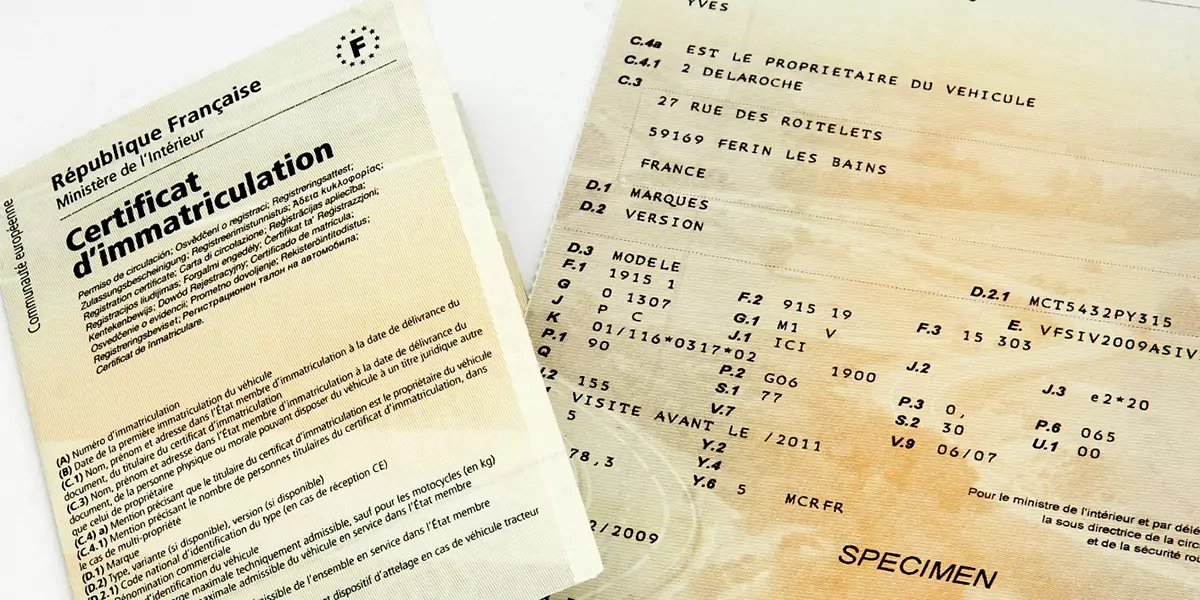 F
République Française
Ministère de l'Intérieur
Communauté européenne
Certificat
d'immatriculation
Permiso de circulación; Osvědčení o registraci; Registreringsattest;
Zulassungsbescheinigung; Registreerimistunnistus; Άδεια κυκλοφορίας;
Registration certificate; Carta di circolazione; Reģistrācijas apliecība;
Registracijos liudijimas; Forgalmi engedély; Ċertifikat ta' Reġistrazzjoni;
Kentekenbewijs; Dowód Rejestracyjny; Certificado de matrícula;
Osvedčenie o evidencii; Prometno dovoljenje; Rekisteröintitodistus;
Registreringsbeviset; Регистрационен талон на автомобила;
Certificat de înmatriculare.
(A) Numéro d'immatriculation
(B) Date de la première immatriculation du véhicule
(C.1) Nom, prénom et adresse dans l'État membre d'immatriculation à la date de délivrance du
document, du titulaire du certificat d'immatriculation
(C.3) Nom, prénom et adresse dans l'État membre d'immatriculation à la date de délivrance du
document, de la personne physique ou morale pouvant disposer du véhicule à un titre juridique autre
que celui de propriétaire
(C.4) a) Mention précisant que le titulaire du certificat d'immatriculation est le propriétaire du véhicule
(C.4.1) Mention précisant le nombre de personnes titulaires du certificat d'immatriculation, dans
le cas de multi-propriété
(D.1) Marque
(D.2) Type, variante (si disponible), version (si disponible)
(D.2.1) Code national d'identification du type (en cas de réception CE)
Dénomination commerciale
d'identification du véhicule
maximale techniquement admissible, sauf pour les motocycles (en kg)
maximale admissible du véhicule en service dans l'État membre
admissible de l'ensemble en service dans l'État membre
et dispositif d'attelage en cas de véhicule tracteur
YVES
C.4a EST LE PROPRIETAIRE DU VEHICULE
C.4.1 2 DELAROCHE
C.3
27 RUE DES ROITELETS
59169 FERIN LES BAINS
FRANCE
D.1 MARQUES
D.2 VERSION
D.2.1 MCT5432PY315
D.3 MODELE
E. VFSIV2009ASIV
F.1 1915 1 F.2 915 19 F.3 15 303
G 0 1307 G.1 M1 V
J P C J.1 ICI J.2 J.3 e2*20
K 01/116*0317*02 1900
P.1 90 P.2 G06 P.3 0, P.6 065
Q S.1 77 S.2 30 U.1 00
.2 155 V.7 V.9 06/07
VISITE AVANT LE /2011
5 Y.2
78,3 Y.4
Y.6 5 MCRFR
2/2009
Pour le ministre de l'intérieur et par délé
la sous directrice de la circ
et de la sécurité rou
SPECIMEN